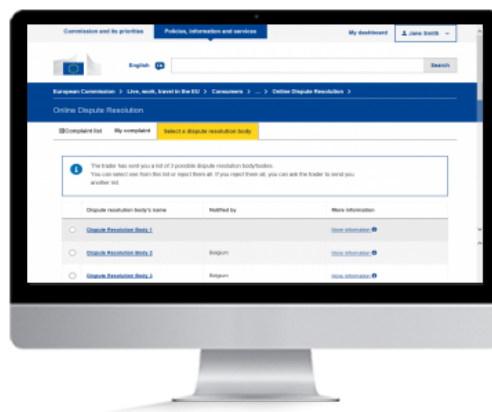 Commission and its priorities Policies, information and services My dashboard Jane Smith
English EN Search
European Commission > Live, work, travel in the EU > Consumers > ... > Online Dispute Resolution >
Online Dispute Resolution
Complaint list My complaint Select a dispute resolution body
The trader has sent you a list of 3 possible dispute resolution body/bodies.
You can select one from this list or reject them all. If you reject them all, you can ask the trader to send you
another list.
Dispute resolution body's name Notified by More information
Dispute Resolution Body 1 More information
Dispute Resolution Body 2 Belgium More information
Dispute Resolution Body 3 Belgium More information